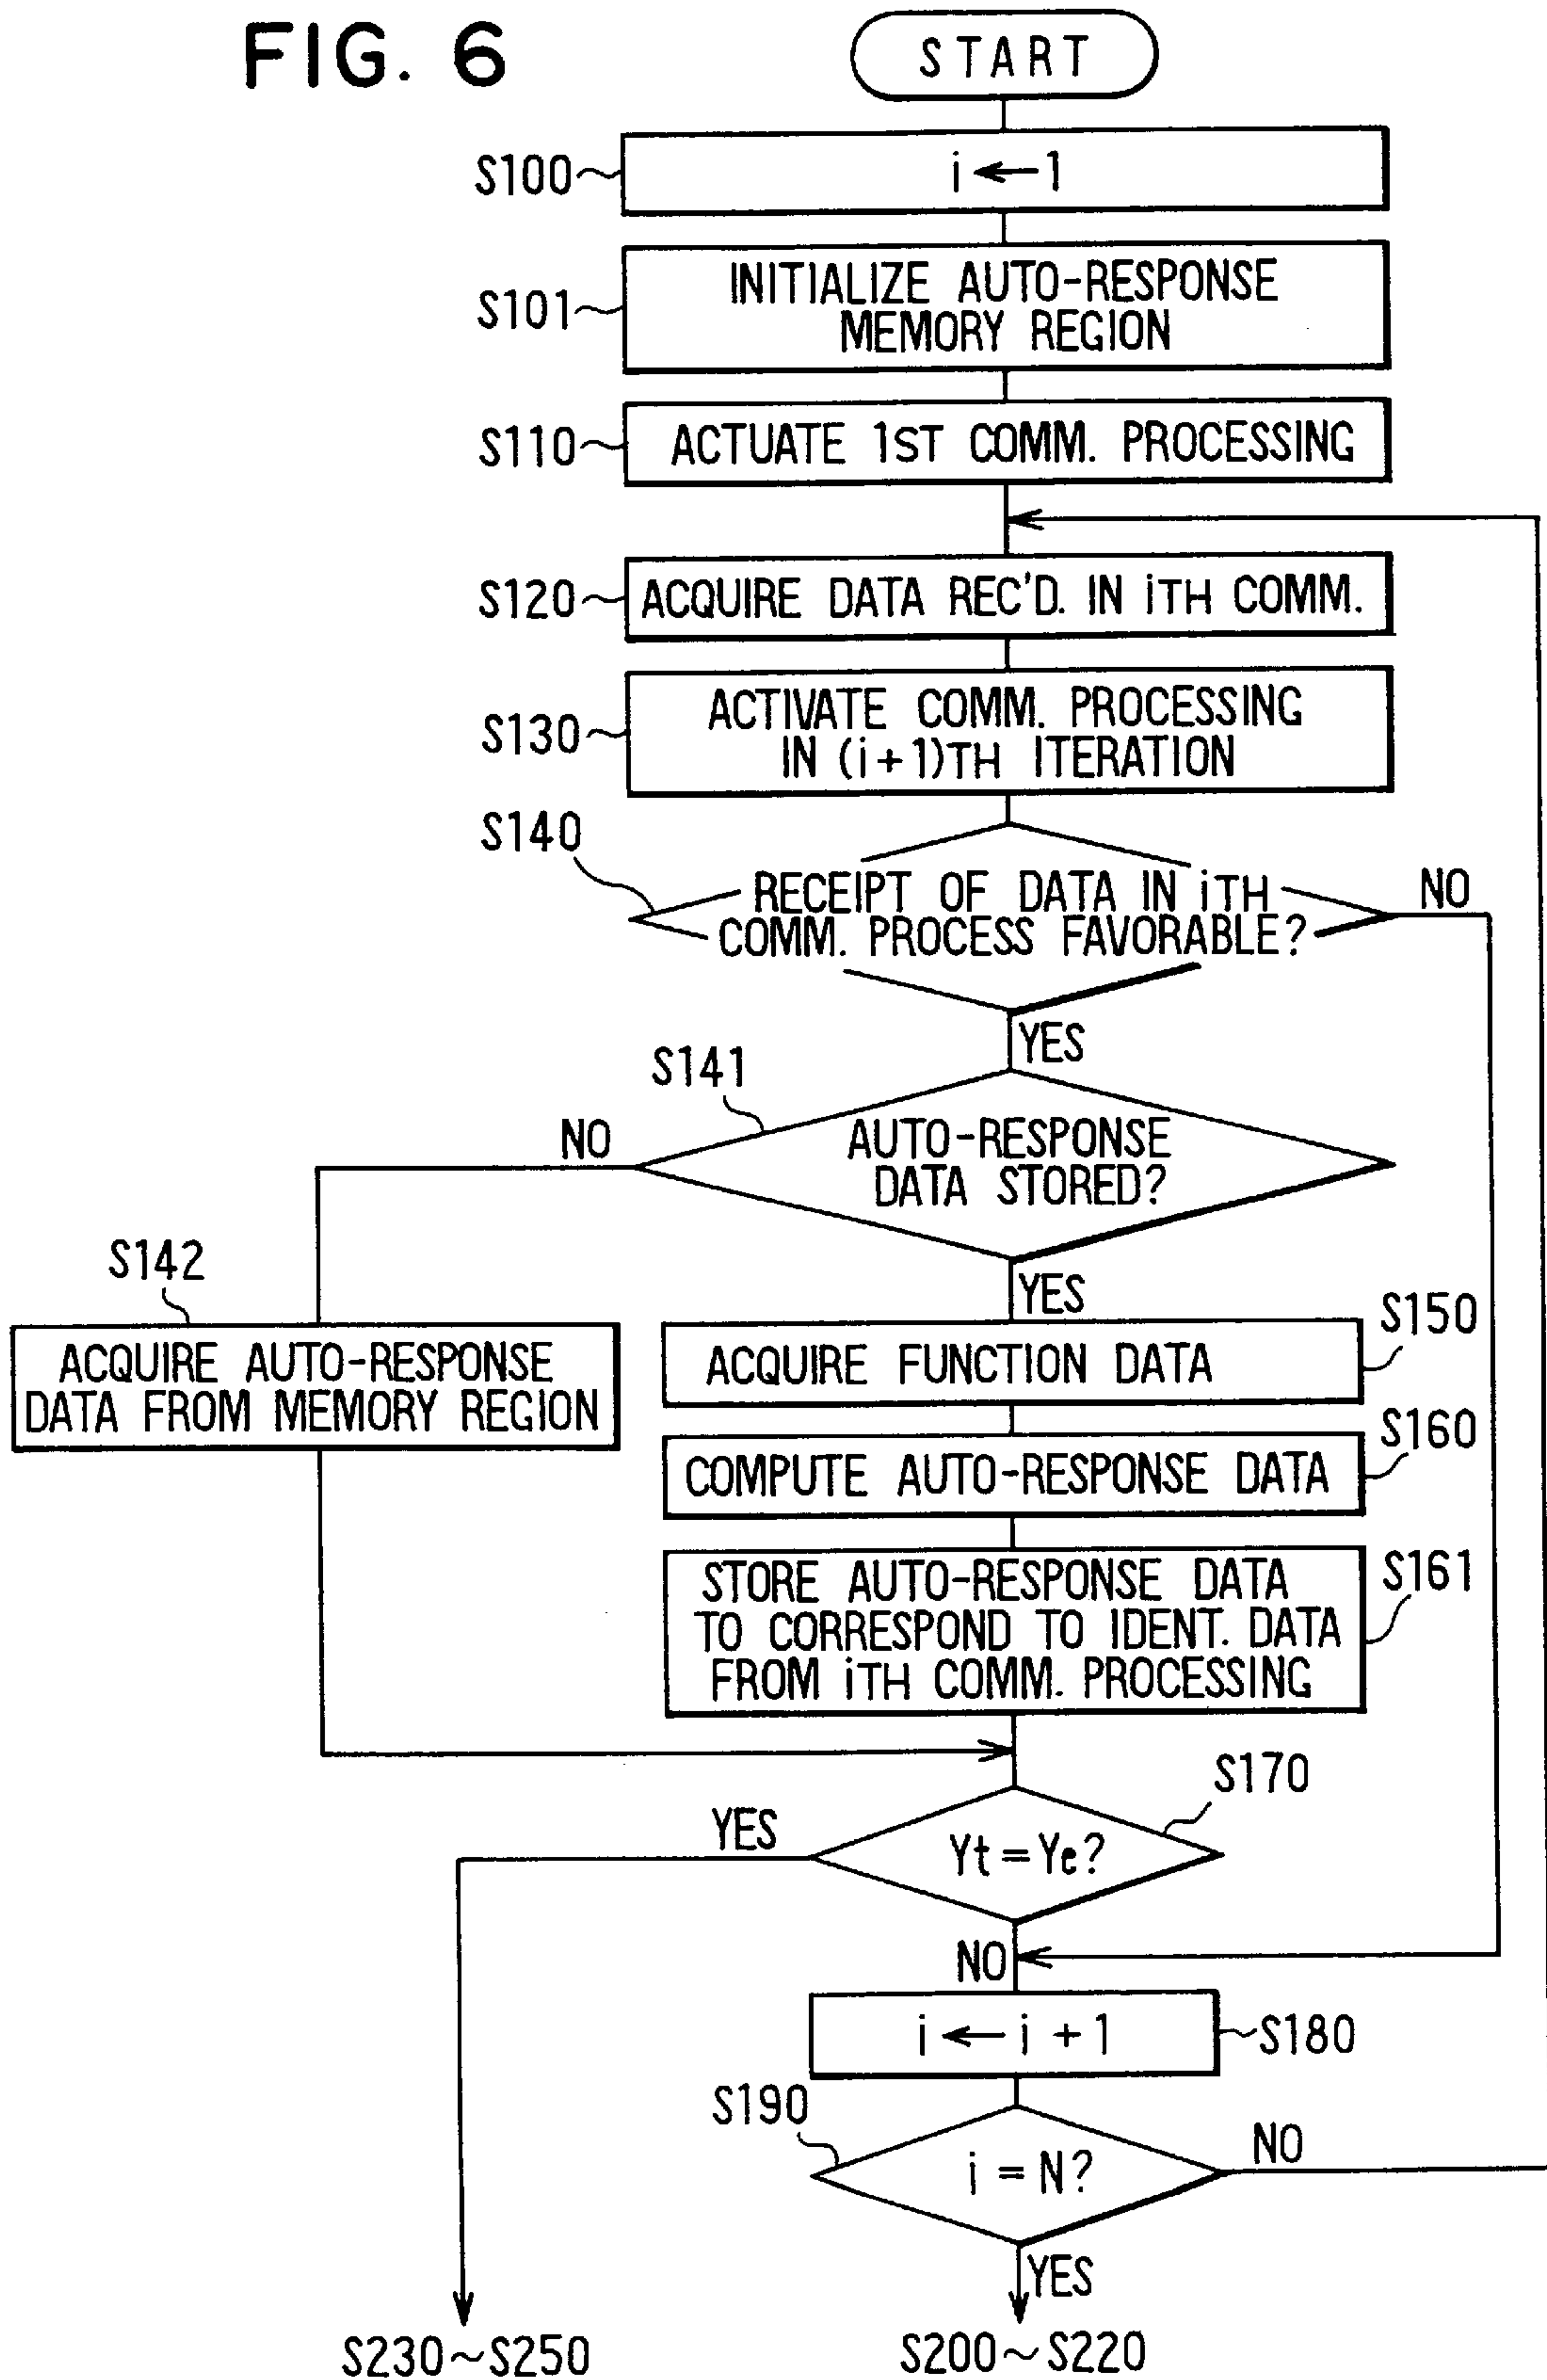 FIG. 6
START
S100
i ← 1
S101
INITIALIZE AUTO-RESPONSE
MEMORY REGION
S110
ACTUATE 1ST COMM. PROCESSING
S120
ACQUIRE DATA REC'D. IN iTH COMM.
S130
ACTIVATE COMM. PROCESSING
IN (i+1)TH ITERATION
S140
RECEIPT OF DATA IN iTH
COMM. PROCESS FAVORABLE?
NO
YES
S141
AUTO-RESPONSE
DATA STORED?
NO
YES
S142
ACQUIRE AUTO-RESPONSE
DATA FROM MEMORY REGION
S150
ACQUIRE FUNCTION DATA
S160
COMPUTE AUTO-RESPONSE DATA
S161
STORE AUTO-RESPONSE DATA
TO CORRESPOND TO IDENT. DATA
FROM iTH COMM. PROCESSING
S170
Yt = Ye?
YES
NO
i ← i + 1
S180
S190
i = N?
NO
YES
S230~S250
S200~S220